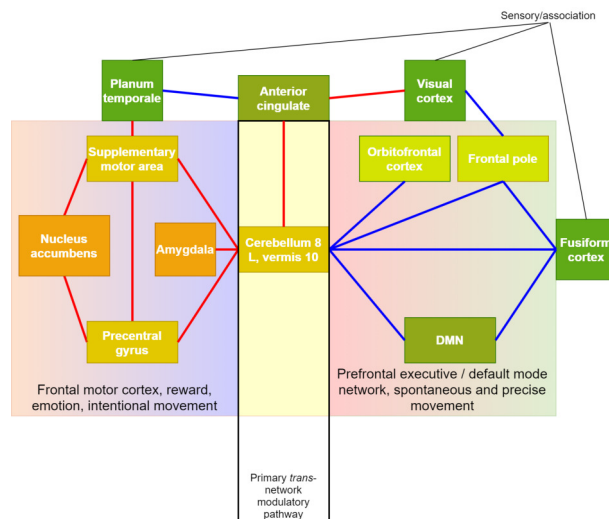 Sensory/association
Planum
temporale
Anterior
cingulate
Visual
cortex
Supplementary
motor area
Orbitofrontal
cortex
Frontal pole
Nucleus
accumbens
Amygdala
Cerebellum 8
L, vermis 10
Fusiform
cortex
Precentral
gyrus
DMN
Frontal motor cortex, reward,
emotion, intentional movement
Prefrontal executive / default mode
network, spontaneous and precise
movement
Primary trans-
network
modulatory
pathway